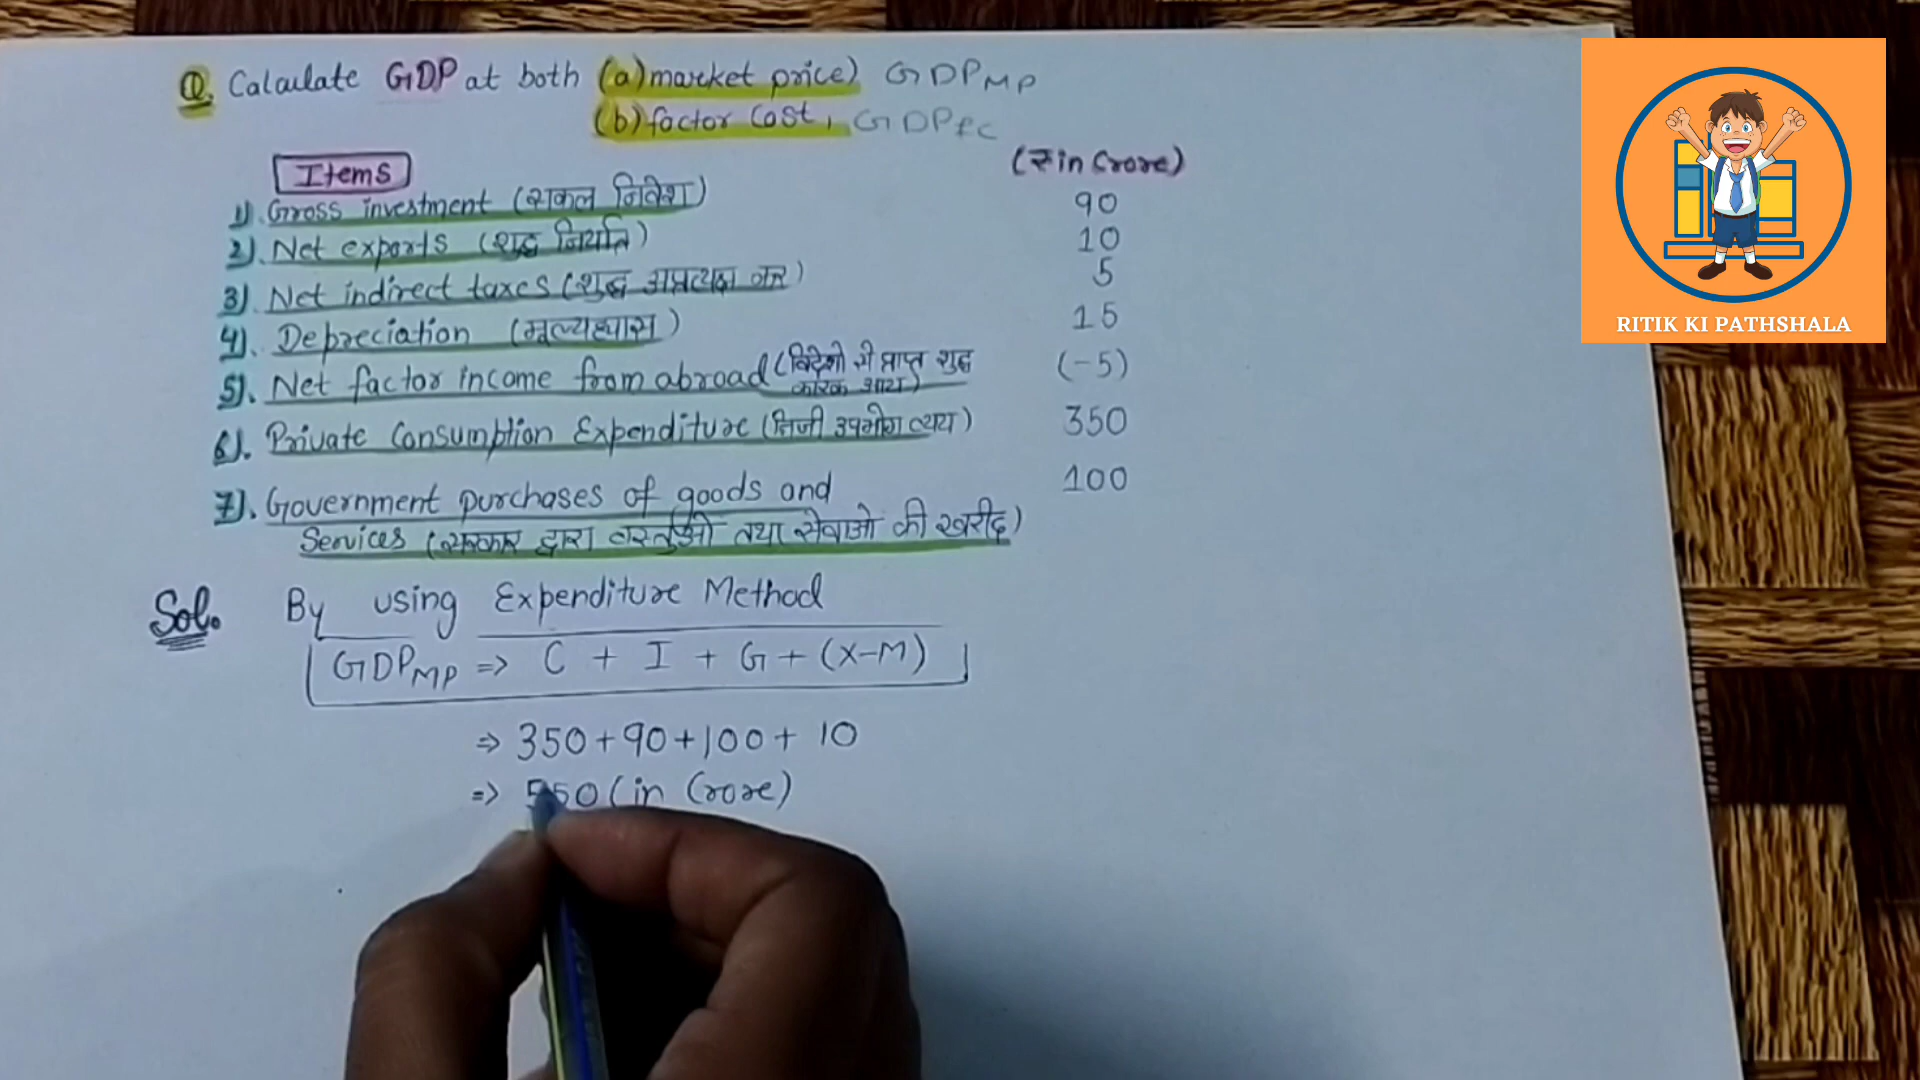 Q. Calculate GDP at both (a) market price) GDPMP
(b) factor Cost, GDPFC
Items (₹ in Crore)
1). Gross investment (सकल निवेश) 90
2). Net exports (शुद्ध निर्यात) 10
3). Net indirect taxes (शुद्ध अप्रत्यक्ष कर) 5
4). Depreciation (मूल्यह्यास) 15
5). Net factor income from abroad (विदेशो से प्राप्त शुद्ध कारक आय) (-5)
6). Private Consumption Expenditure (निजी उपभोग व्यय) 350
7). Government purchases of goods and 100
Services (सरकार द्वारा वस्तुओ तथा सेवाओ की खरीद)
Sol. By using Expenditure Method
GDPMP => C + I + G + (X-M)
=> 350+90+100+ 10
=> 550 (in Crore)
RITIK KI PATHSHALA